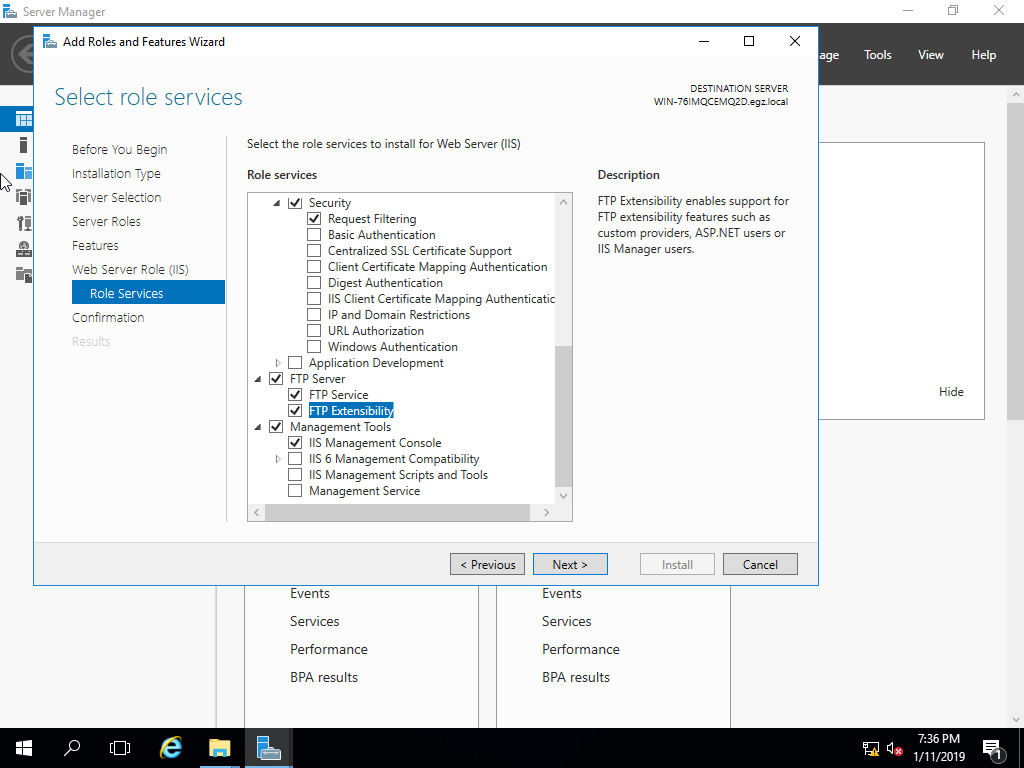 Server Manager
Add Roles and Features Wizard
age Tools View Help
Select role services
DESTINATION SERVER
WIN-76IMQCEMQ2D.egz.local
Before You Begin
Installation Type
Server Selection
Server Roles
Features
Web Server Role (IIS)
Role Services
Confirmation
Results
Select the role services to install for Web Server (IIS)
Role services
Security
Request Filtering
Basic Authentication
Centralized SSL Certificate Support
Client Certificate Mapping Authentication
Digest Authentication
IIS Client Certificate Mapping Authenticatic
IP and Domain Restrictions
URL Authorization
Windows Authentication
Application Development
FTP Server
FTP Service
FTP Extensibility
Management Tools
IIS Management Console
IIS 6 Management Compatibility
IIS Management Scripts and Tools
Management Service
Description
FTP Extensibility enables support for
FTP extensibility features such as
custom providers, ASP.NET users or
IIS Manager users.
Hide
< Previous Next > Install Cancel
Events Events
Services Services
Performance Performance
BPA results BPA results
7:36 PM
1/11/2019
1